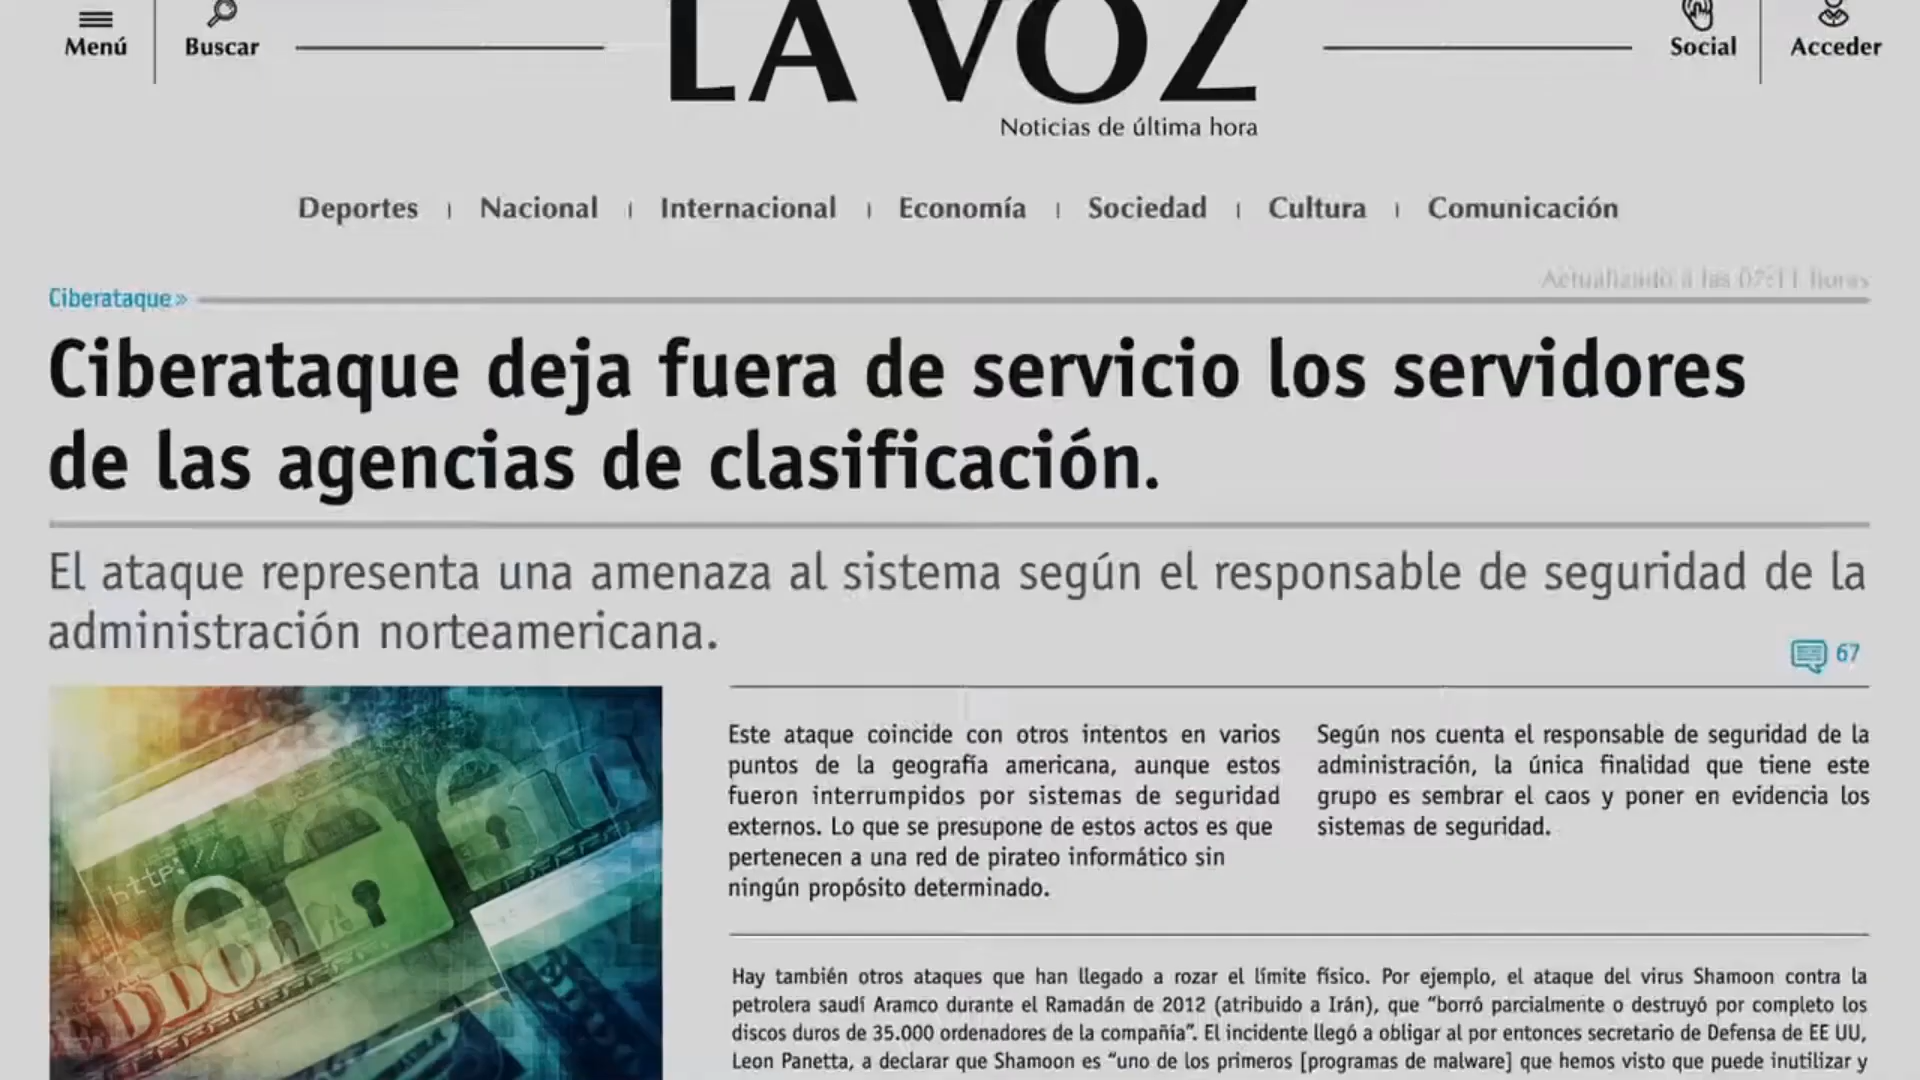 Menú
Buscar
LA VOZ
Social
Acceder
Noticias de última hora
Deportes | Nacional | Internacional | Economía | Sociedad | Cultura | Comunicación
Actualizando a las 07:11 horas
Ciberataque»
Ciberataque deja fuera de servicio los servidores
de las agencias de clasificación.
El ataque representa una amenaza al sistema según el responsable de seguridad de la
administración norteamericana.
67
http://
Este ataque coincide con otros intentos en varios
puntos de la geografía americana, aunque estos
fueron interrumpidos por sistemas de seguridad
externos. Lo que se presupone de estos actos es que
pertenecen a una red de pirateo informático sin
ningún propósito determinado.
Según nos cuenta el responsable de seguridad de la
administración, la única finalidad que tiene este
grupo es sembrar el caos y poner en evidencia los
sistemas de seguridad.
Hay también otros ataques que han llegado a rozar el límite físico. Por ejemplo, el ataque del virus Shamoon contra la
petrolera saudí Aramco durante el Ramadán de 2012 (atribuido a Irán), que “borró parcialmente o destruyó por completo los
discos duros de 35.000 ordenadores de la compañía”. El incidente llegó a obligar al por entonces secretario de Defensa de EE UU,
Leon Panetta, a declarar que Shamoon es “uno de los primeros [programas de malware] que hemos visto que puede inutilizar y